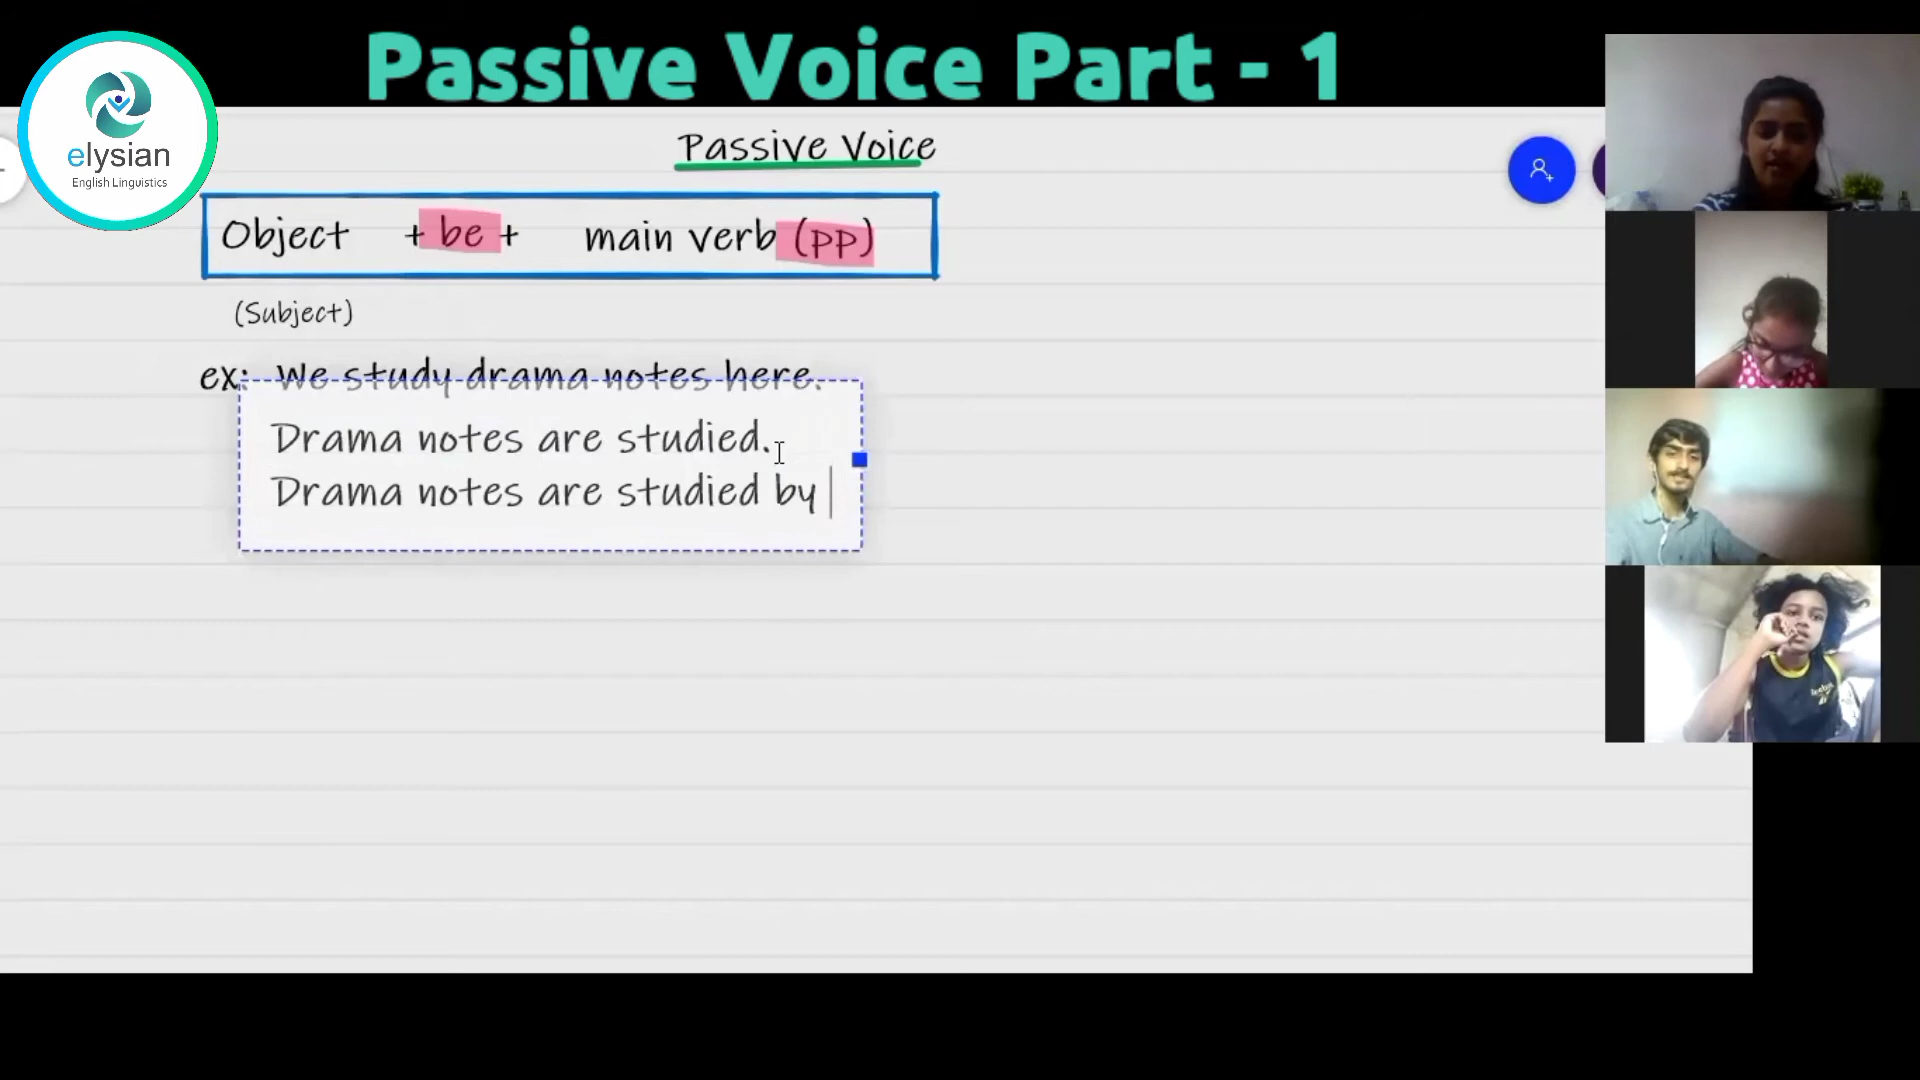 Passive Voice Part - 1
elysian
English Linguistics
Passive Voice
Object + be + main verb (pp)
(Subject)
ex: We study drama notes here.
Drama notes are studied.
Drama notes are studied by